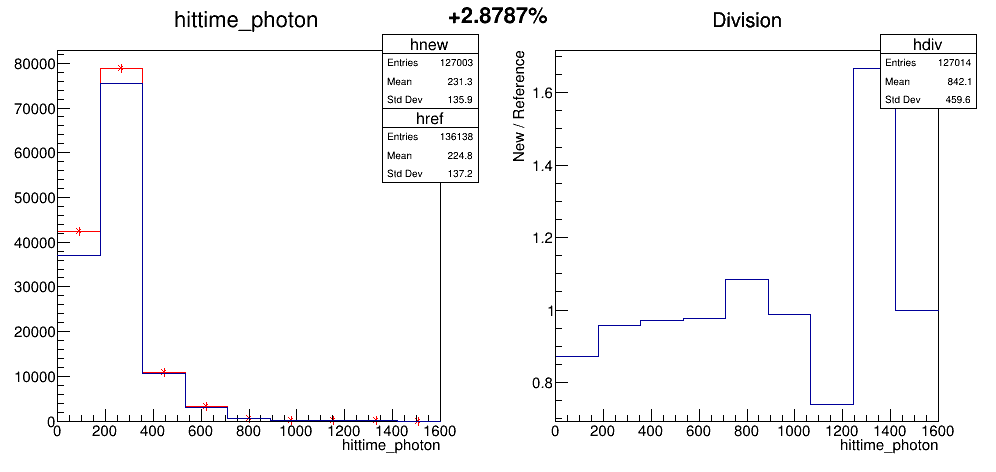 +2.8787%
hittime_photon
hnew
Entries 127003
Mean 231.3
Std Dev 135.9
href
Entries 136138
Mean 224.8
Std Dev 137.2
80000
70000
60000
50000
40000
30000
20000
10000
0
0 200 400 600 800 1000 1200 1400 1600
hittime_photon
Division
hdiv
Entries 127014
Mean 842.1
Std Dev 459.6
New / Reference
1.6
1.4
1.2
1
0.8
0 200 400 600 800 1000 1200 1400 1600
hittime_photon